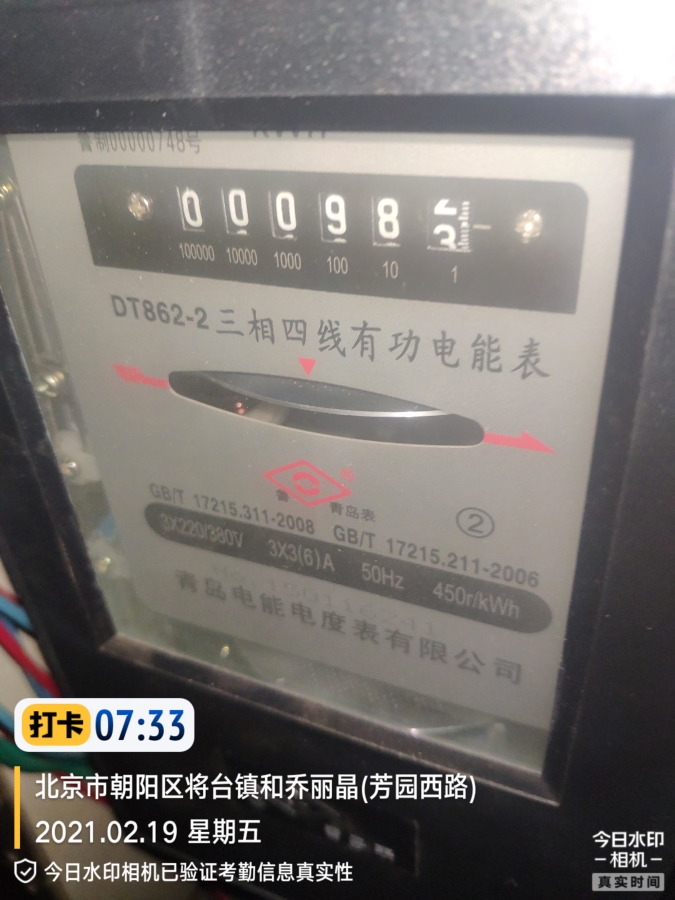 鲁制00000748号
0 0 0 9 8
100000 10000 1000 100 10 1
DT862-2 三相四线有功电能表
鲁 青岛表
GB/T 17215.311-2008 GB/T 17215.211-2006
②
3X220/380V 3X3(6)A 50Hz 450r/kWh
青岛电能电度表有限公司
打卡 07:33
北京市朝阳区将台镇和乔丽晶(芳园西路)
2021.02.19 星期五
今日水印相机已验证考勤信息真实性
今日水印
-相机-
真实时间